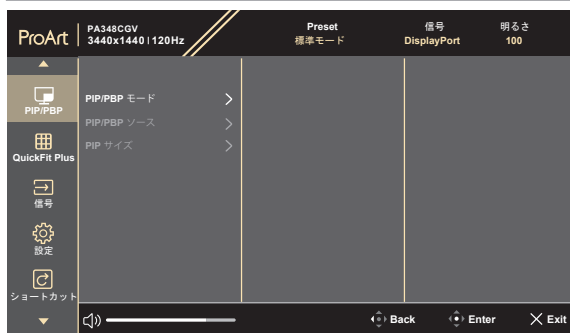 ProArt
PA348CGV
3440x1440 | 120Hz
Preset
標準モード
信号
DisplayPort
明るさ
100
PIP/PBP
QuickFit Plus
信号
設定
ショートカット
PIP/PBP モード
PIP/PBP ソース
PIP サイズ
Back
Enter
Exit